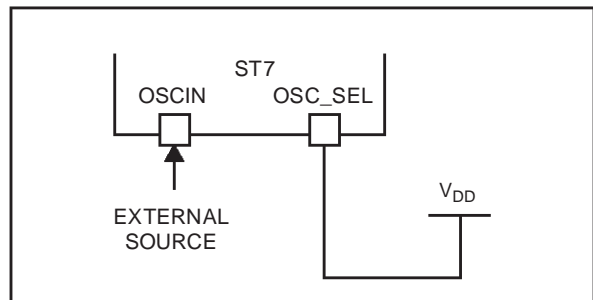 ST7
OSCIN OSC_SEL
EXTERNAL
SOURCE
VDD